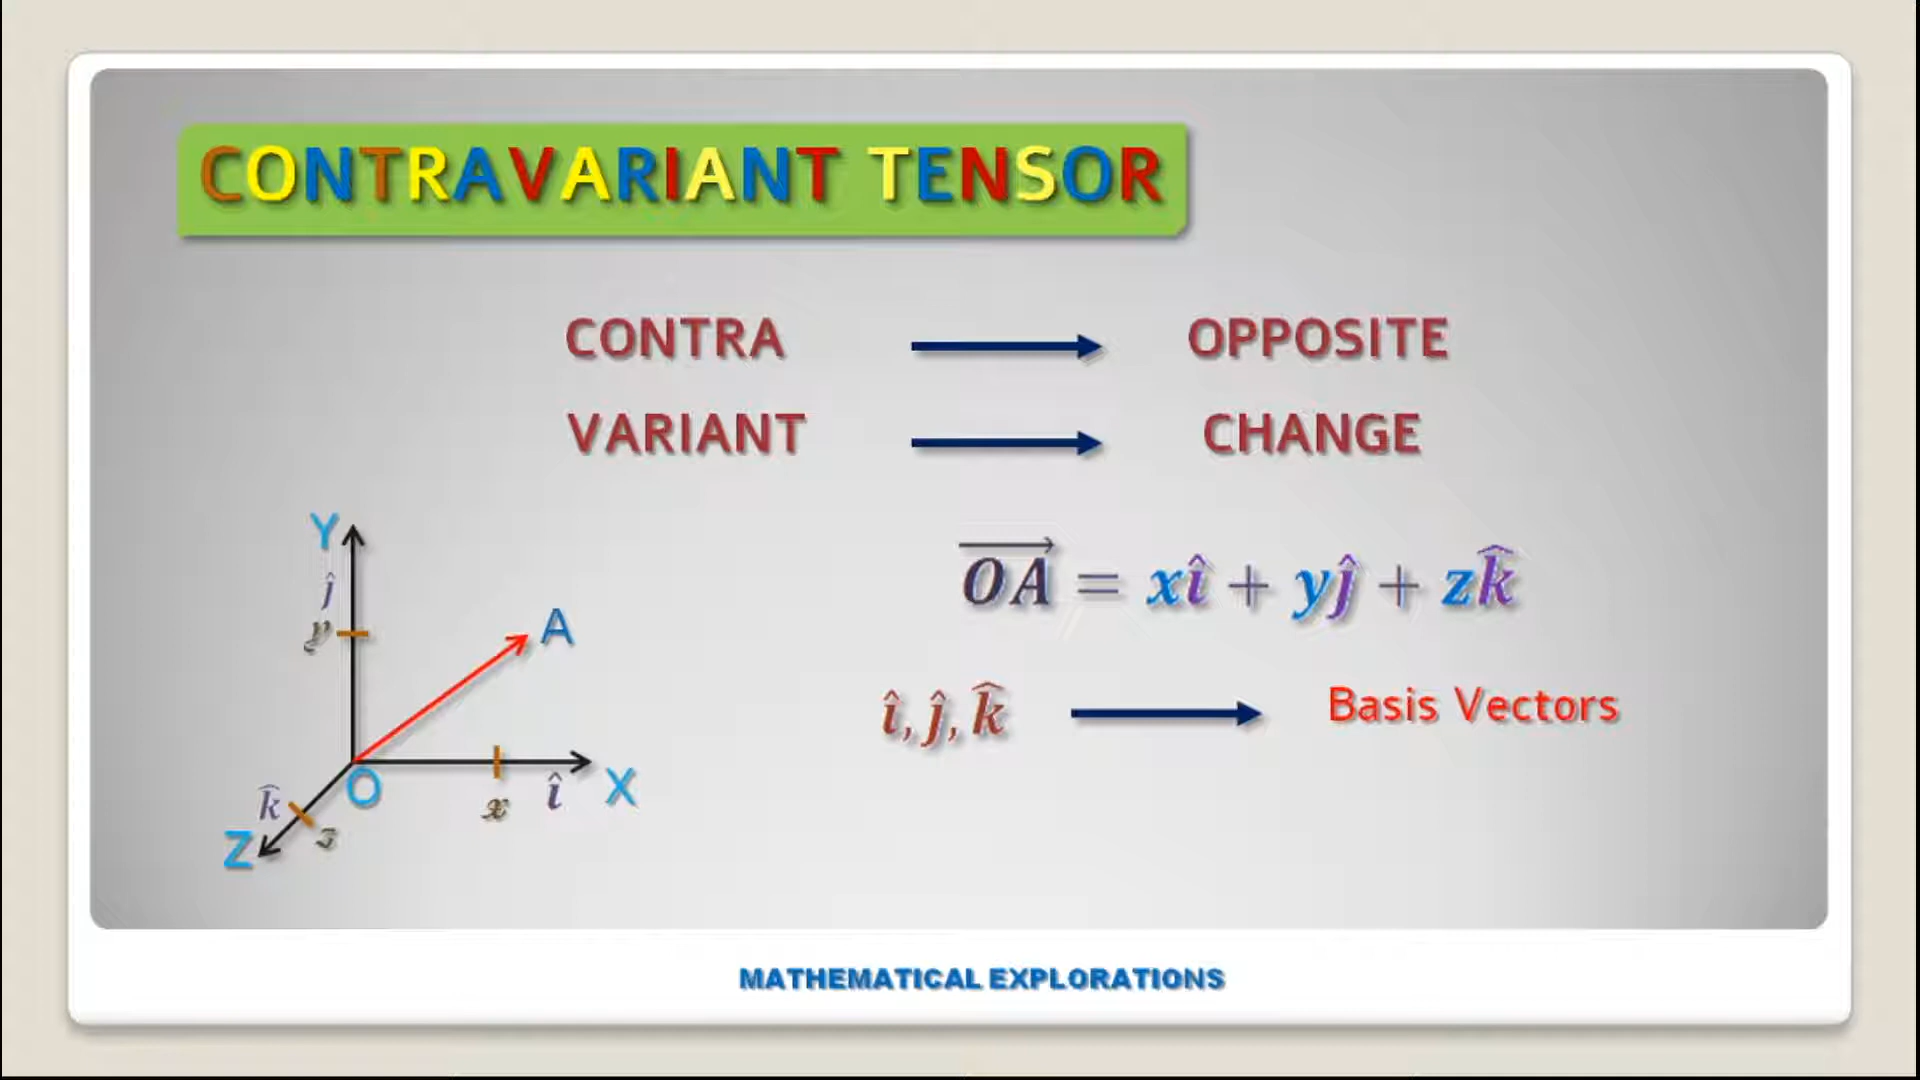 CONTRAVARIANT TENSOR
CONTRA OPPOSITE
VARIANT CHANGE
Y
ĵ
y
A
O
k̂
Z
z
x
î
X
OA⃗ = xî + yĵ + zk̂
î, ĵ, k̂ Basis Vectors
MATHEMATICAL EXPLORATIONS